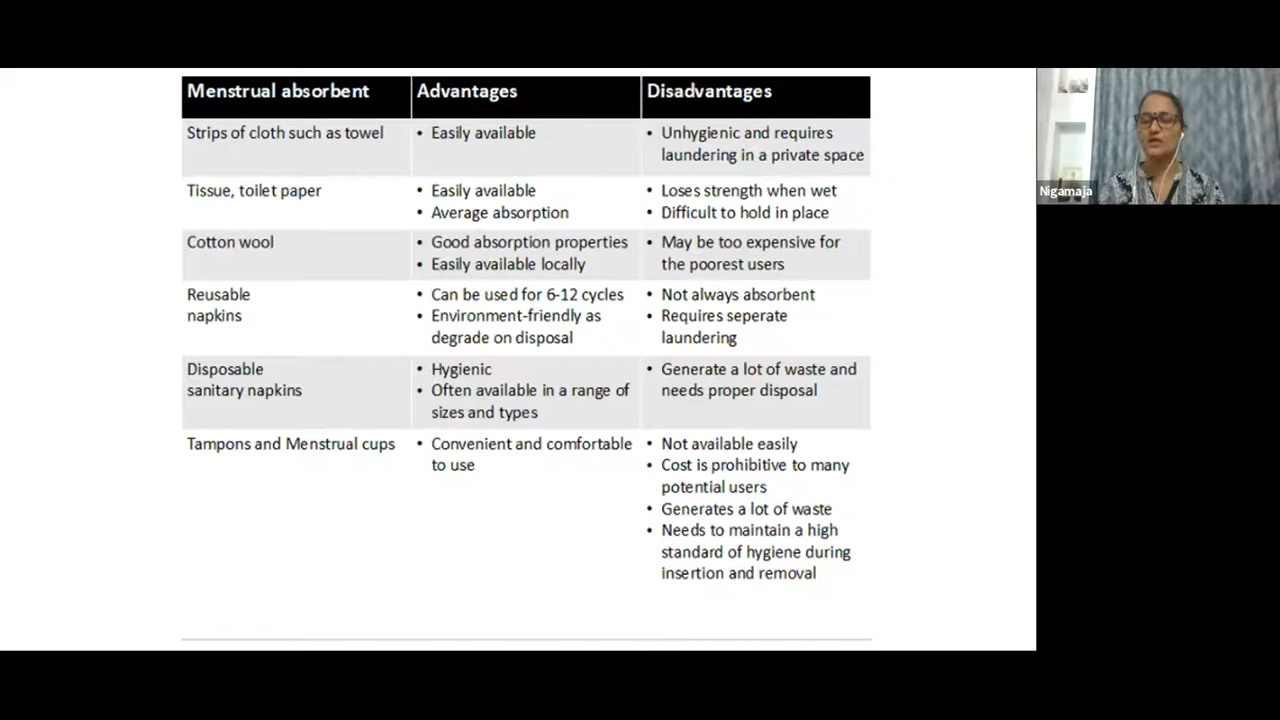 Menstrual absorbent Advantages Disadvantages
Strips of cloth such as towel • Easily available • Unhygienic and requires
laundering in a private space
Tissue, toilet paper • Easily available • Loses strength when wet
• Average absorption • Difficult to hold in place
Cotton wool • Good absorption properties • May be too expensive for
• Easily available locally the poorest users
Reusable • Can be used for 6-12 cycles • Not always absorbent
napkins • Environment-friendly as • Requires seperate
degrade on disposal laundering
Disposable • Hygienic • Generate a lot of waste and
sanitary napkins • Often available in a range of needs proper disposal
sizes and types
Tampons and Menstrual cups • Convenient and comfortable • Not available easily
to use • Cost is prohibitive to many
potential users
• Generates a lot of waste
• Needs to maintain a high
standard of hygiene during
insertion and removal
Nigamaja